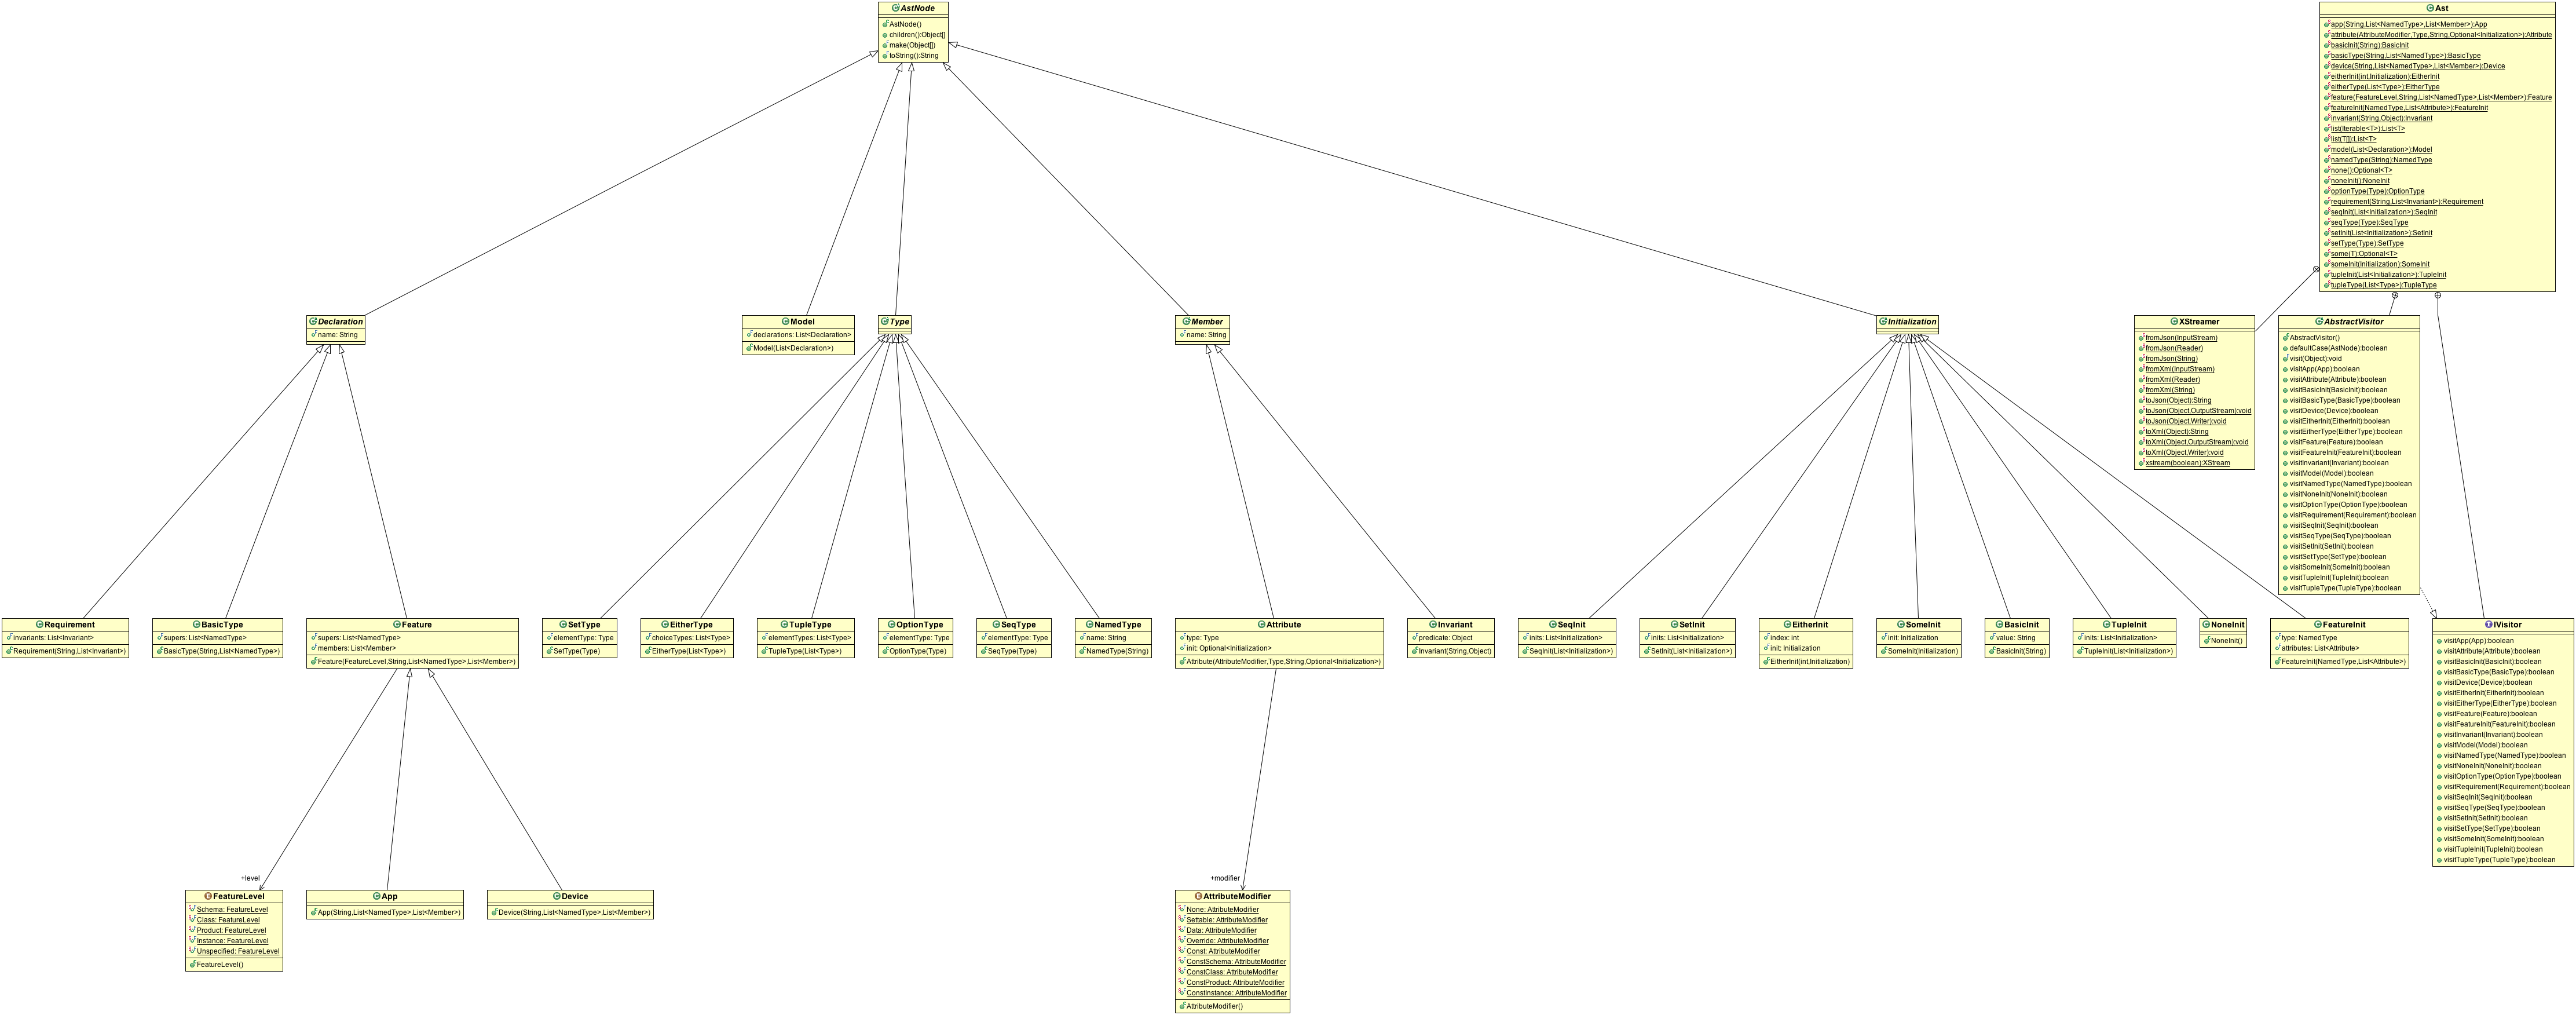 AstNode
AstNode()
children():Object[]
make(Object[])
toString():String
Ast
app(String,List<NamedType>,List<Member>):App
attribute(AttributeModifier,Type,String,Optional<Initialization>):Attribute
basicInit(String):BasicInit
basicType(String,List<NamedType>):BasicType
device(String,List<NamedType>,List<Member>):Device
eitherInit(int,Initialization):EitherInit
eitherType(List<Type>):EitherType
feature(FeatureLevel,String,List<NamedType>,List<Member>):Feature
featureInit(NamedType,List<Attribute>):FeatureInit
invariant(String,Object):Invariant
list(Iterable<T>):List<T>
list(T[]):List<T>
model(List<Declaration>):Model
namedType(String):NamedType
none():Optional<T>
noneInit():NoneInit
optionType(Type):OptionType
requirement(String,List<Invariant>):Requirement
seqInit(List<Initialization>):SeqInit
seqType(Type):SeqType
setInit(List<Initialization>):SetInit
setType(Type):SetType
some(T):Optional<T>
someInit(Initialization):SomeInit
tupleInit(List<Initialization>):TupleInit
tupleType(List<Type>):TupleType
Declaration
name: String
Model
declarations: List<Declaration>
Model(List<Declaration>)
Type
Member
name: String
Initialization
XStreamer
fromJson(InputStream)
fromJson(Reader)
fromJson(String)
fromXml(InputStream)
fromXml(Reader)
fromXml(String)
toJson(Object):String
toJson(Object,OutputStream):void
toJson(Object,Writer):void
toXml(Object):String
toXml(Object,OutputStream):void
toXml(Object,Writer):void
xstream(boolean):XStream
AbstractVisitor
AbstractVisitor()
defaultCase(AstNode):boolean
visit(Object):void
visitApp(App):boolean
visitAttribute(Attribute):boolean
visitBasicInit(BasicInit):boolean
visitBasicType(BasicType):boolean
visitDevice(Device):boolean
visitEitherInit(EitherInit):boolean
visitEitherType(EitherType):boolean
visitFeature(Feature):boolean
visitFeatureInit(FeatureInit):boolean
visitInvariant(Invariant):boolean
visitModel(Model):boolean
visitNamedType(NamedType):boolean
visitNoneInit(NoneInit):boolean
visitOptionType(OptionType):boolean
visitRequirement(Requirement):boolean
visitSeqInit(SeqInit):boolean
visitSeqType(SeqType):boolean
visitSetInit(SetInit):boolean
visitSetType(SetType):boolean
visitSomeInit(SomeInit):boolean
visitTupleInit(TupleInit):boolean
visitTupleType(TupleType):boolean
Requirement
invariants: List<Invariant>
Requirement(String,List<Invariant>)
BasicType
supers: List<NamedType>
BasicType(String,List<NamedType>)
Feature
supers: List<NamedType>
members: List<Member>
Feature(FeatureLevel,String,List<NamedType>,List<Member>)
SetType
elementType: Type
SetType(Type)
EitherType
choiceTypes: List<Type>
EitherType(List<Type>)
TupleType
elementTypes: List<Type>
TupleType(List<Type>)
OptionType
elementType: Type
OptionType(Type)
SeqType
elementType: Type
SeqType(Type)
NamedType
name: String
NamedType(String)
Attribute
type: Type
init: Optional<Initialization>
Attribute(AttributeModifier,Type,String,Optional<Initialization>)
Invariant
predicate: Object
Invariant(String,Object)
SeqInit
inits: List<Initialization>
SeqInit(List<Initialization>)
SetInit
inits: List<Initialization>
SetInit(List<Initialization>)
EitherInit
index: int
init: Initialization
EitherInit(int,Initialization)
SomeInit
init: Initialization
SomeInit(Initialization)
BasicInit
value: String
BasicInit(String)
TupleInit
inits: List<Initialization>
TupleInit(List<Initialization>)
NoneInit
NoneInit()
FeatureInit
type: NamedType
attributes: List<Attribute>
FeatureInit(NamedType,List<Attribute>)
IVisitor
visitApp(App):boolean
visitAttribute(Attribute):boolean
visitBasicInit(BasicInit):boolean
visitBasicType(BasicType):boolean
visitDevice(Device):boolean
visitEitherInit(EitherInit):boolean
visitEitherType(EitherType):boolean
visitFeature(Feature):boolean
visitFeatureInit(FeatureInit):boolean
visitInvariant(Invariant):boolean
visitModel(Model):boolean
visitNamedType(NamedType):boolean
visitNoneInit(NoneInit):boolean
visitOptionType(OptionType):boolean
visitRequirement(Requirement):boolean
visitSeqInit(SeqInit):boolean
visitSeqType(SeqType):boolean
visitSetInit(SetInit):boolean
visitSetType(SetType):boolean
visitSomeInit(SomeInit):boolean
visitTupleInit(TupleInit):boolean
visitTupleType(TupleType):boolean
+level
FeatureLevel
Schema: FeatureLevel
Class: FeatureLevel
Product: FeatureLevel
Instance: FeatureLevel
Unspecified: FeatureLevel
FeatureLevel()
App
App(String,List<NamedType>,List<Member>)
Device
Device(String,List<NamedType>,List<Member>)
+modifier
AttributeModifier
None: AttributeModifier
Settable: AttributeModifier
Data: AttributeModifier
Override: AttributeModifier
Const: AttributeModifier
ConstSchema: AttributeModifier
ConstClass: AttributeModifier
ConstProduct: AttributeModifier
ConstInstance: AttributeModifier
AttributeModifier()